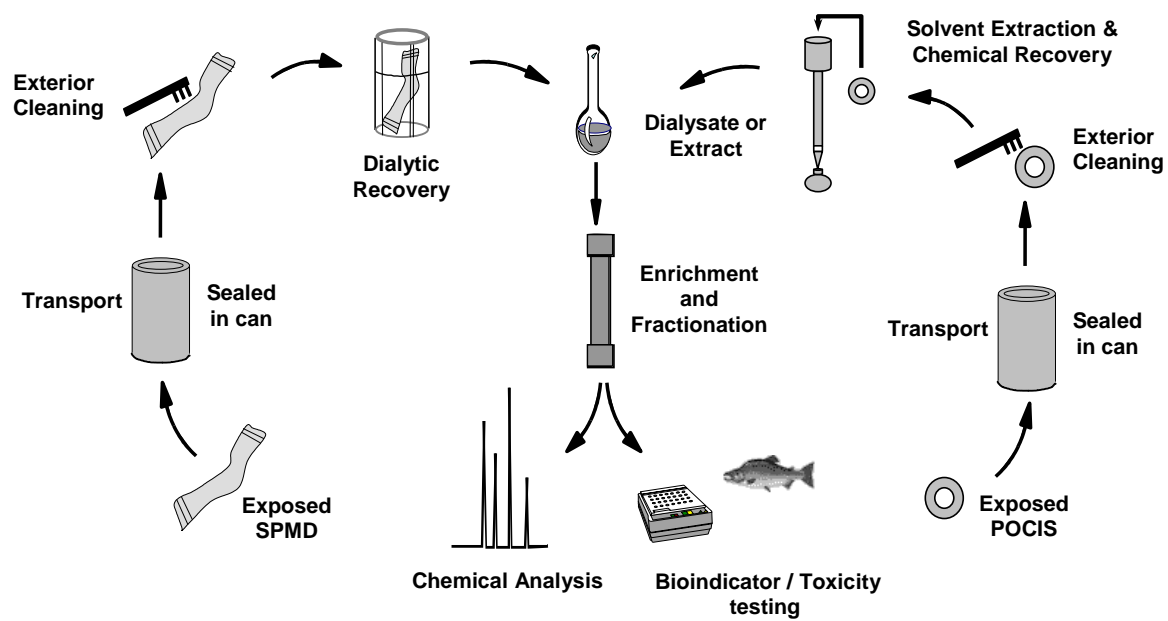 Exterior
Cleaning
Dialytic
Recovery
Dialysate or
Extract
Solvent Extraction &
Chemical Recovery
Exterior
Cleaning
Transport
Sealed
in can
Enrichment
and
Fractionation
Transport
Sealed
in can
Exposed
SPMD
Exposed
POCIS
Chemical Analysis
Bioindicator / Toxicity
testing